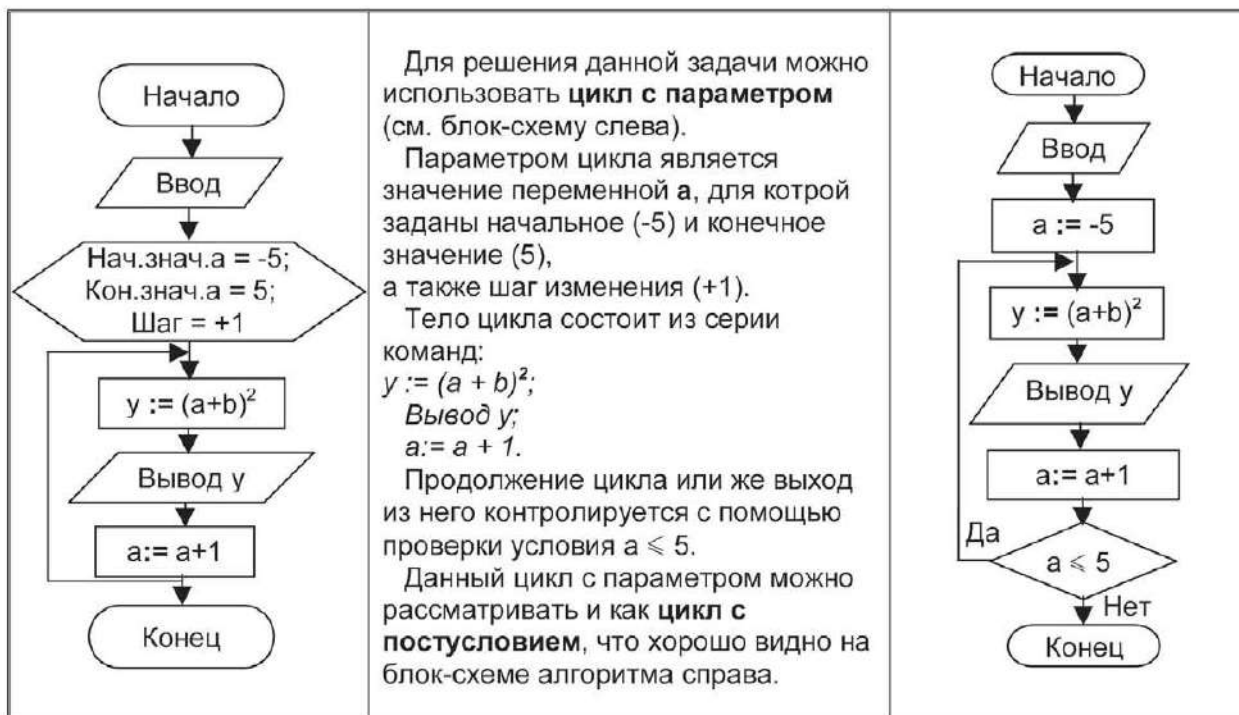 Начало
Ввод
Нач.знач.a = -5;
Кон.знач.a = 5;
Шаг = +1
y := (a+b)²
Вывод y
a:= a+1
Конец
Для решения данной задачи можно
использовать цикл с параметром
(см. блок-схему слева).
Параметром цикла является
значение переменной a, для котрой
заданы начальное (-5) и конечное
значение (5),
а также шаг изменения (+1).
Тело цикла состоит из серии
команд:
y := (a + b)²;
Вывод y;
a:= a + 1.
Продолжение цикла или же выход
из него контролируется с помощью
проверки условия a ⩽ 5.
Данный цикл с параметром можно
рассматривать и как цикл с
постусловием, что хорошо видно на
блок-схеме алгоритма справа.
Начало
Ввод
a := -5
y := (a+b)²
Вывод y
a:= a+1
Да
a ⩽ 5
Нет
Конец